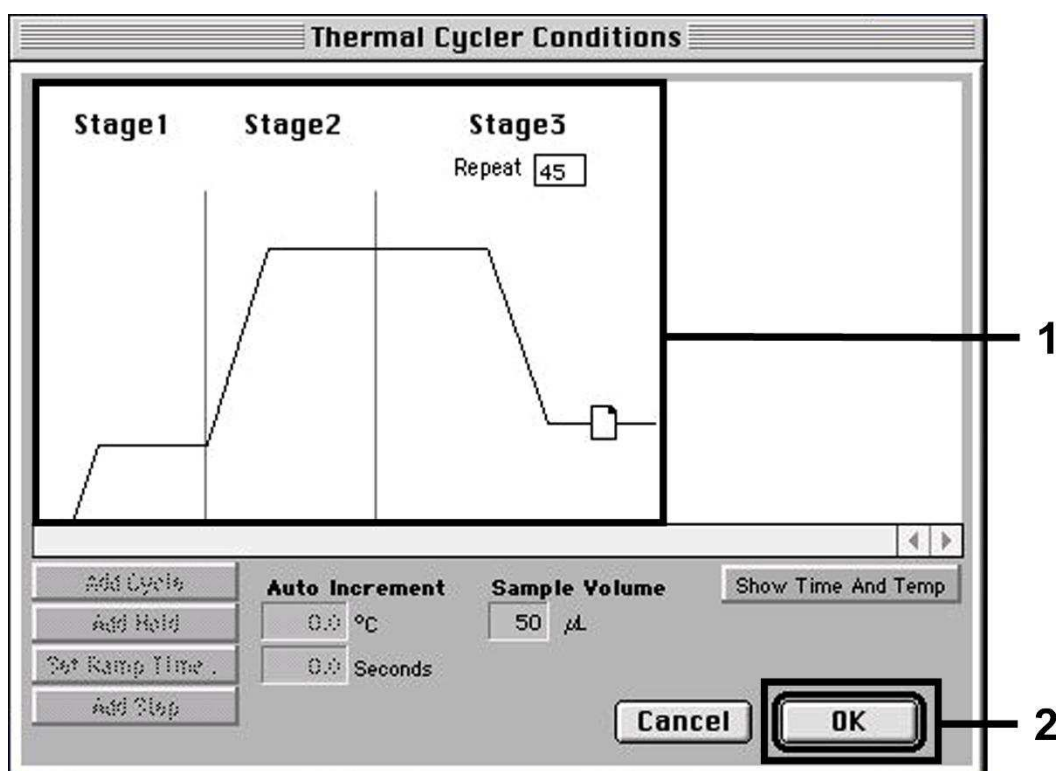 Thermal Cycler Conditions
Stage1 Stage2 Stage3
Repeat 45
1
Add Cycle
Add Hold
Set Ramp Time...
Add Step
Auto Increment
0.0 °C
0.0 Seconds
Sample Volume
50 µL
Show Time And Temp
Cancel OK
2